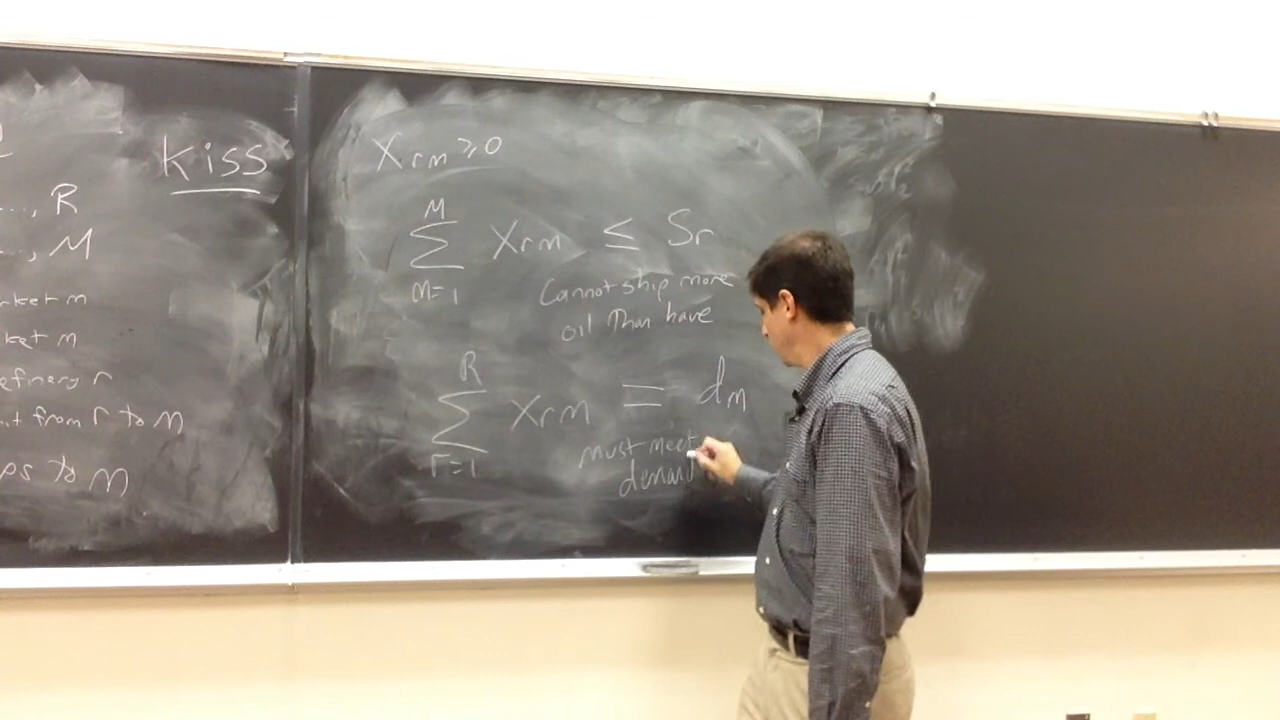 kiss
..., R
..., M
rket m
ket m
efinery r
nt from r to m
ps to m
Xrm ≥ 0
M
∑ Xrm ≤ Sr
m=1
Cannot ship more
oil Than have
R
∑ Xrm = dm
r=1
must meet
demand